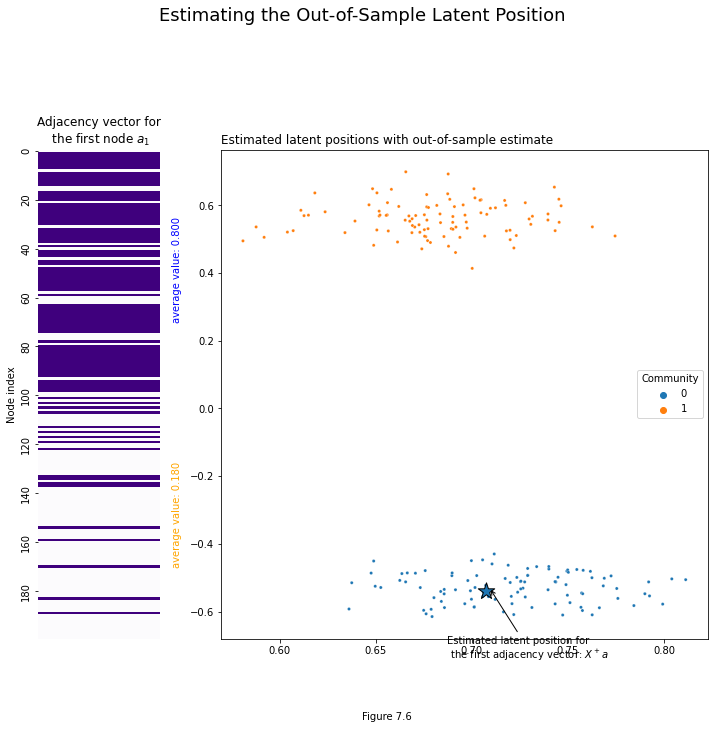 Estimating the Out-of-Sample Latent Position
Adjacency vector for
the first node a₁
0
20
40
60
80
100
120
140
160
180
Node index
average value: 0.800
average value: 0.180
Estimated latent positions with out-of-sample estimate
0.6
0.4
0.2
0.0
−0.2
−0.4
−0.6
Community
0
1
0.60
0.65
0.70
0.75
0.80
Estimated latent position for
the first adjacency vector: X⁺a
Figure 7.6